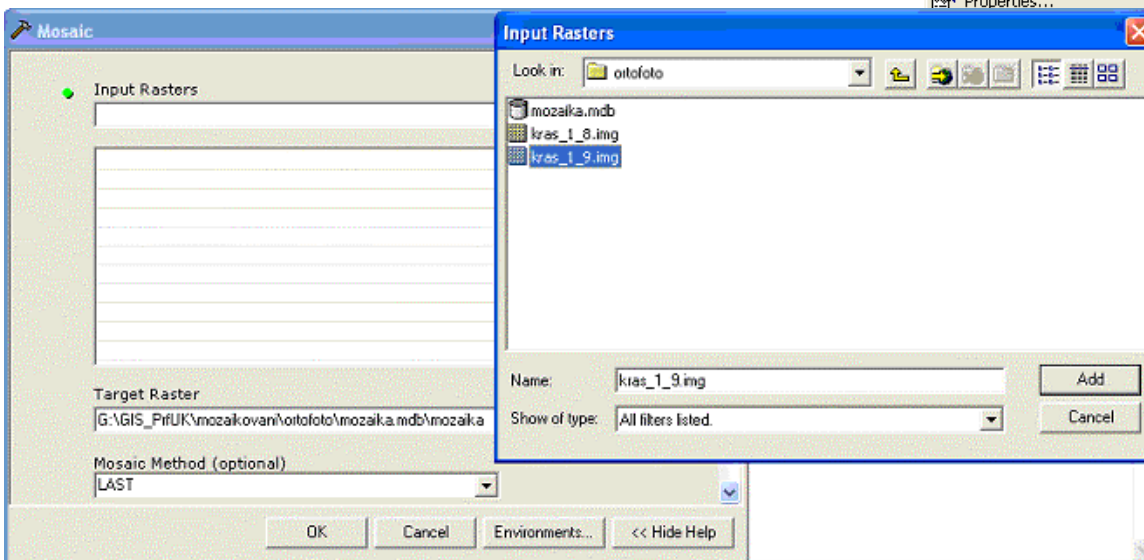 Properties...
Mosaic
Input Rasters
Target Raster
G:\GIS_PrfUK\mozaikovani\ortofoto\mozaika.mdb\mozaika
Mosaic Method (optional)
LAST
OK
Cancel
Environments...
<< Hide Help
Input Rasters
Look in:
ortofoto
mozaika.mdb
kras_1_8.img
kras_1_9.img
Name:
kras_1_9.img
Add
Show of type:
All filters listed.
Cancel